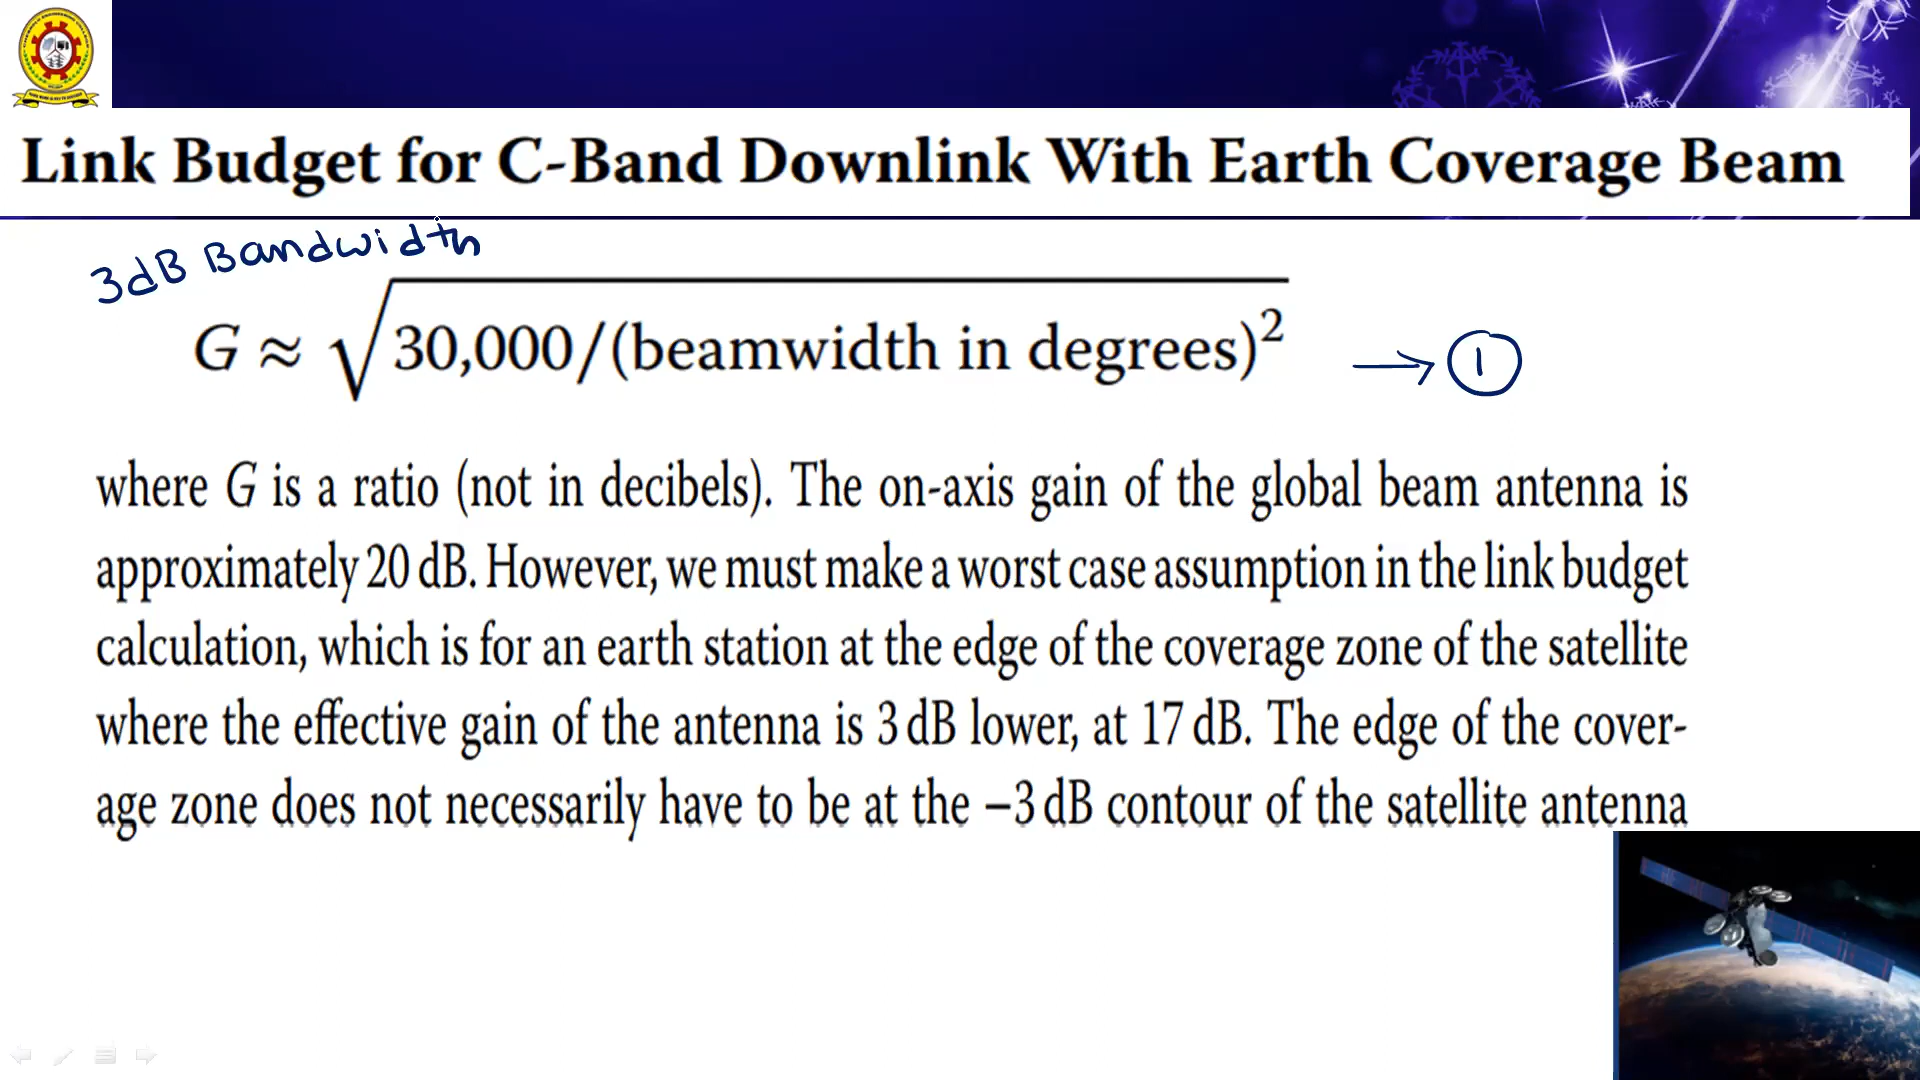 Link Budget for C-Band Downlink With Earth Coverage Beam
3dB Bandwidth
G ≈ √30,000/(beamwidth in degrees)²
→ ①
where G is a ratio (not in decibels). The on-axis gain of the global beam antenna is
approximately 20 dB. However, we must make a worst case assumption in the link budget
calculation, which is for an earth station at the edge of the coverage zone of the satellite
where the effective gain of the antenna is 3 dB lower, at 17 dB. The edge of the cover-
age zone does not necessarily have to be at the −3 dB contour of the satellite antenna